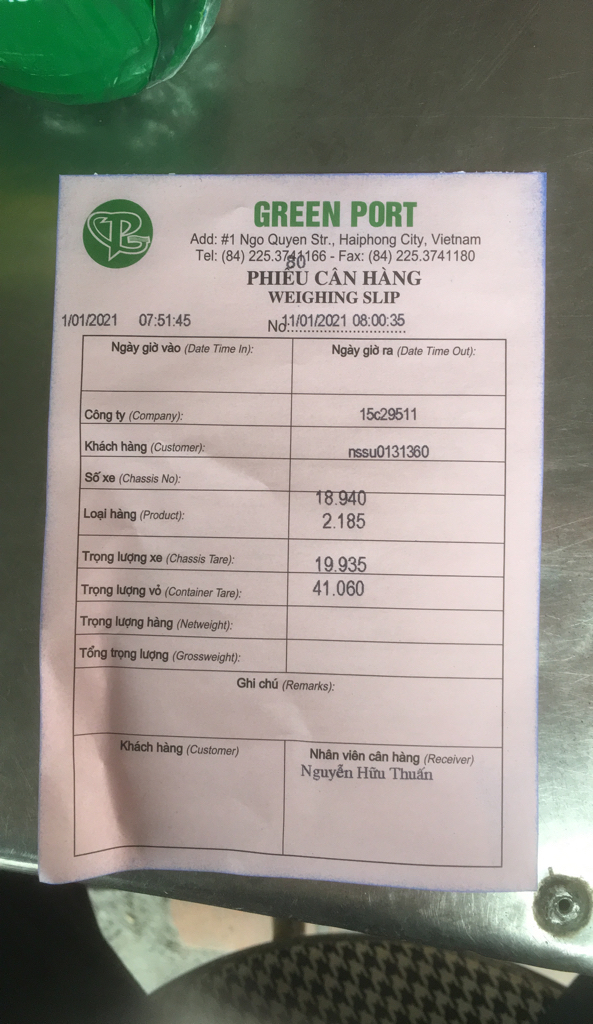 GREEN PORT
Add: #1 Ngo Quyen Str., Haiphong City, Vietnam
Tel: (84) 225.3741166 - Fax: (84) 225.3741180
80
PHIẾU CÂN HÀNG
WEIGHING SLIP
1/01/2021 07:51:45 No 11/01/2021 08:00:35
Ngày giờ vào (Date Time In): Ngày giờ ra (Date Time Out):
Công ty (Company): 15c29511
Khách hàng (Customer): nssu0131360
Số xe (Chassis No):
18.940
Loại hàng (Product): 2.185
Trọng lượng xe (Chassis Tare): 19.935
Trọng lượng vỏ (Container Tare): 41.060
Trọng lượng hàng (Netweight):
Tổng trọng lượng (Grossweight):
Ghi chú (Remarks):
Khách hàng (Customer) Nhân viên cân hàng (Receiver)
Nguyễn Hữu Thuấn